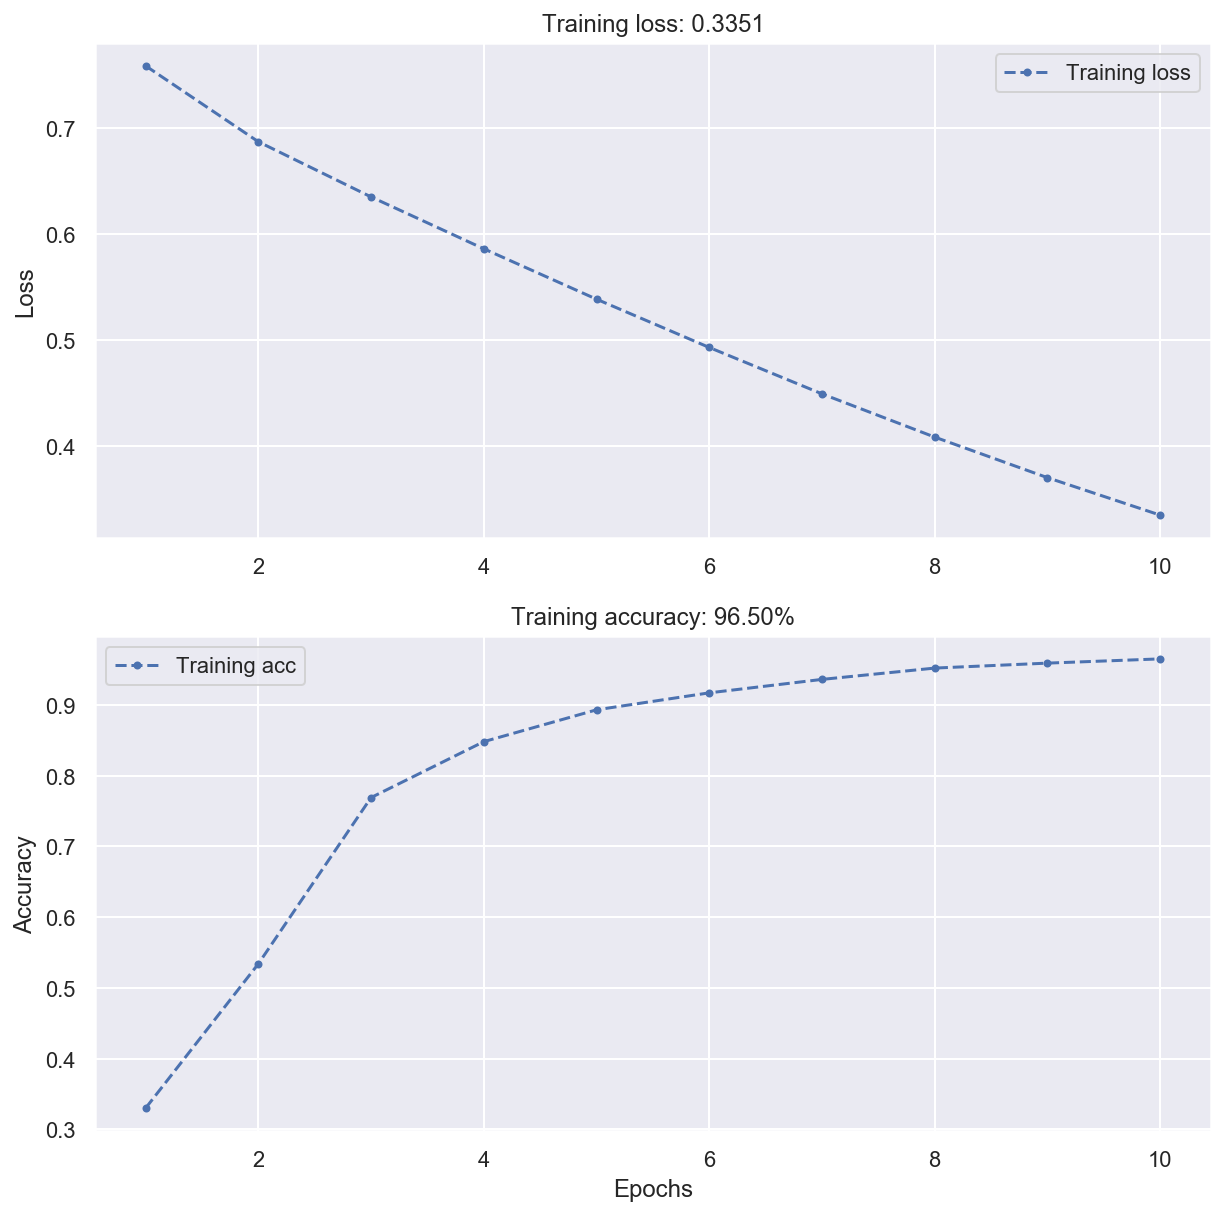 Training loss: 0.3351
Training loss
0.7
0.6
0.5
0.4
Loss
2 4 6 8 10
Training accuracy: 96.50%
Training acc
0.9
0.8
0.7
0.6
0.5
0.4
0.3
Accuracy
2 4 6 8 10
Epochs